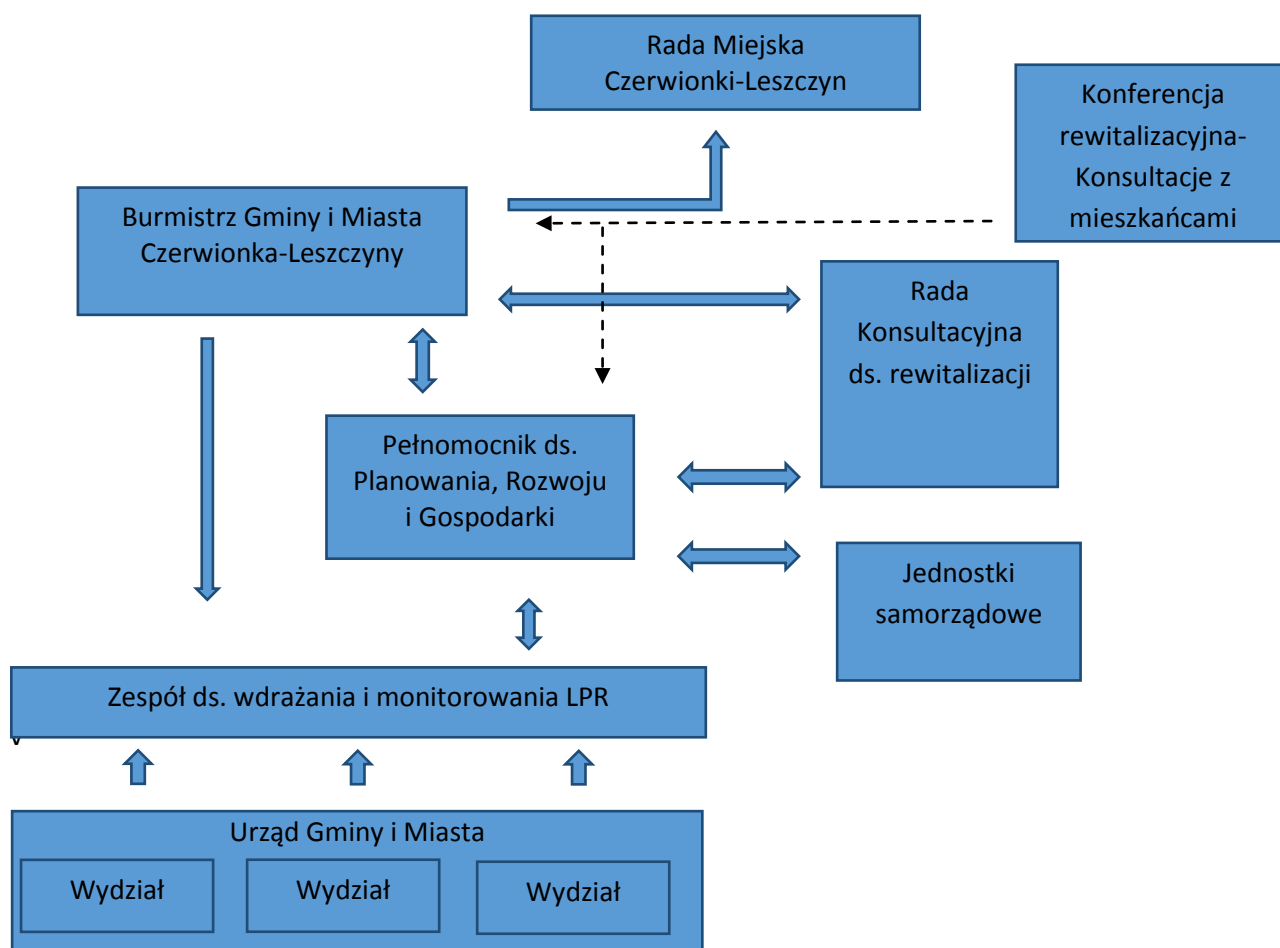 Rada Miejska
Czerwionki-Leszczyn
Konferencja
rewitalizacyjna-
Konsultacje z
mieszkańcami
Burmistrz Gminy i Miasta
Czerwionka-Leszczyny
Rada
Konsultacyjna
ds. rewitalizacji
Pełnomocnik ds.
Planowania, Rozwoju
i Gospodarki
Jednostki
samorządowe
Zespół ds. wdrażania i monitorowania LPR
Urząd Gminy i Miasta
Wydział
Wydział
Wydział